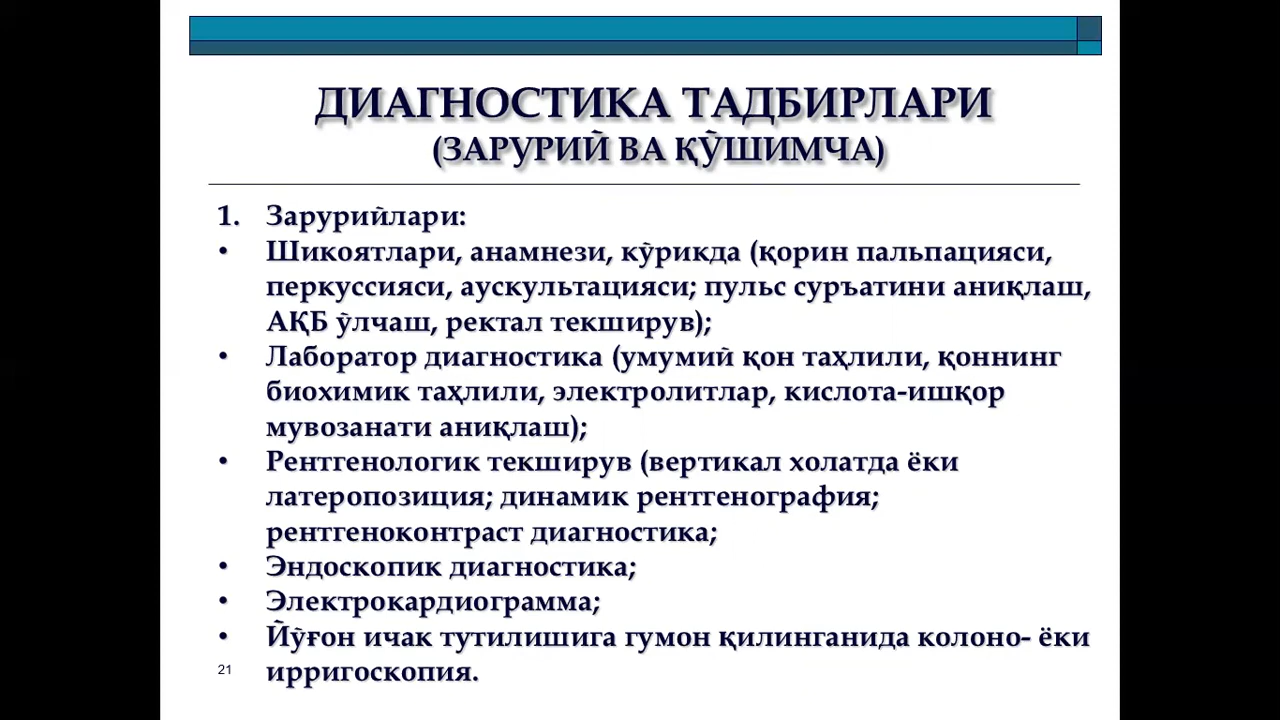 ДИАГНОСТИКА ТАДБИРЛАРИ
(ЗАРУРИЙ ВА ҚЎШИМЧА)
1. Зарурийлари:
• Шикоятлари, анамнези, кўрикда (қорин пальпацияси,
перкуссияси, аускультацияси; пульс суръатини аниқлаш,
АҚБ ўлчаш, ректал текширув);
• Лаборатор диагностика (умумий қон таҳлили, қоннинг
биохимик таҳлили, электролитлар, кислота-ишқор
мувозанати аниқлаш);
• Рентгенологик текширув (вертикал холатда ёки
латеропозиция; динамик рентгенография;
рентгеноконтраст диагностика;
• Эндоскопик диагностика;
• Электрокардиограмма;
• Йўғон ичак тутилишига гумон қилинганида колоно- ёки
ирригоскопия.
21